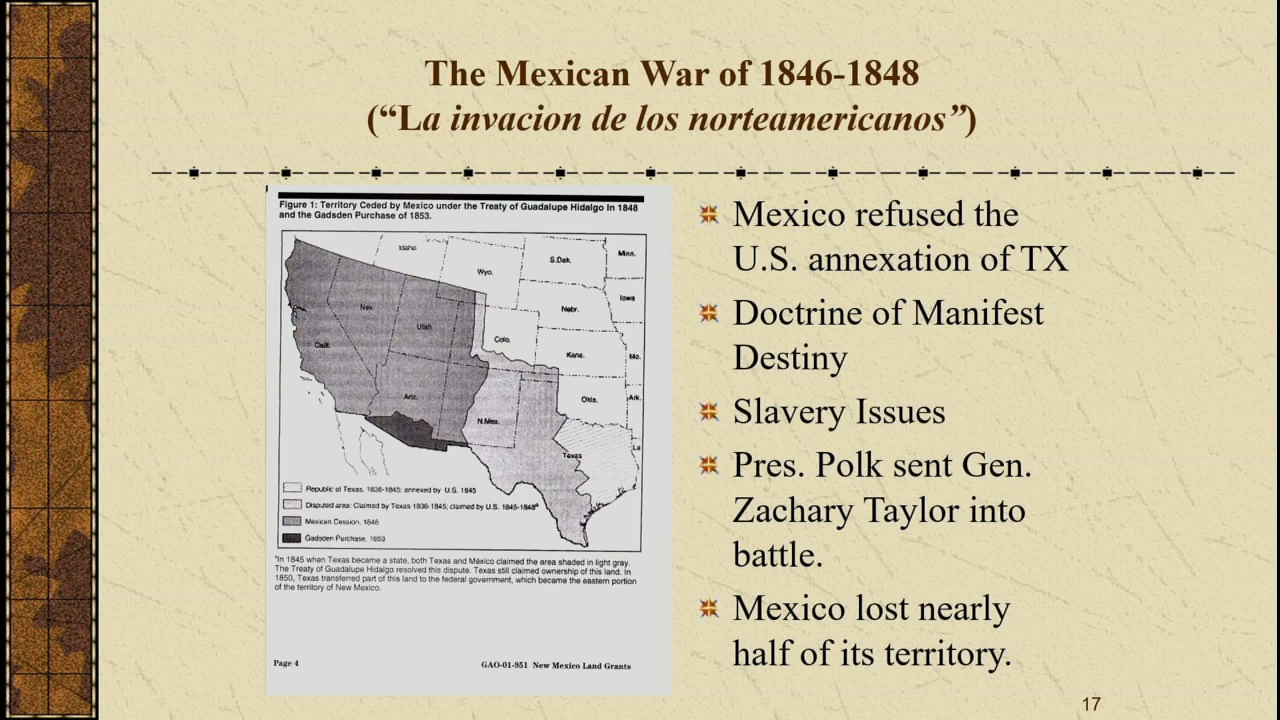 The Mexican War of 1846-1848
(“La invacion de los norteamericanos”)
Figure 1: Territory Ceded by Mexico under the Treaty of Guadalupe Hidalgo in 1848
and the Gadsden Purchase of 1853.
Idaho
Wyo.
S.Dak.
Minn.
Iowa
Nebr.
Nev.
Utah
Calif.
Colo.
Kans.
Mo.
Ariz.
N.Mex.
Okla.
Ark.
Texas
La
Republic of Texas, 1836-1845; annexed by U.S. 1845
Disputed area: Claimed by Texas 1836-1845; claimed by U.S. 1845-1848ª
Mexican Cession, 1848
Gadsden Purchase, 1853
ªIn 1845 when Texas became a state, both Texas and México claimed the area shaded in light gray.
The Treaty of Guadalupe Hidalgo resolved this dispute. Texas still claimed ownership of this land. In
1850, Texas transferred part of this land to the federal government, which became the eastern portion
of the territory of New Mexico.
Page 4
GAO-01-951 New Mexico Land Grants
Mexico refused the
U.S. annexation of TX
Doctrine of Manifest
Destiny
Slavery Issues
Pres. Polk sent Gen.
Zachary Taylor into
battle.
Mexico lost nearly
half of its territory.
17